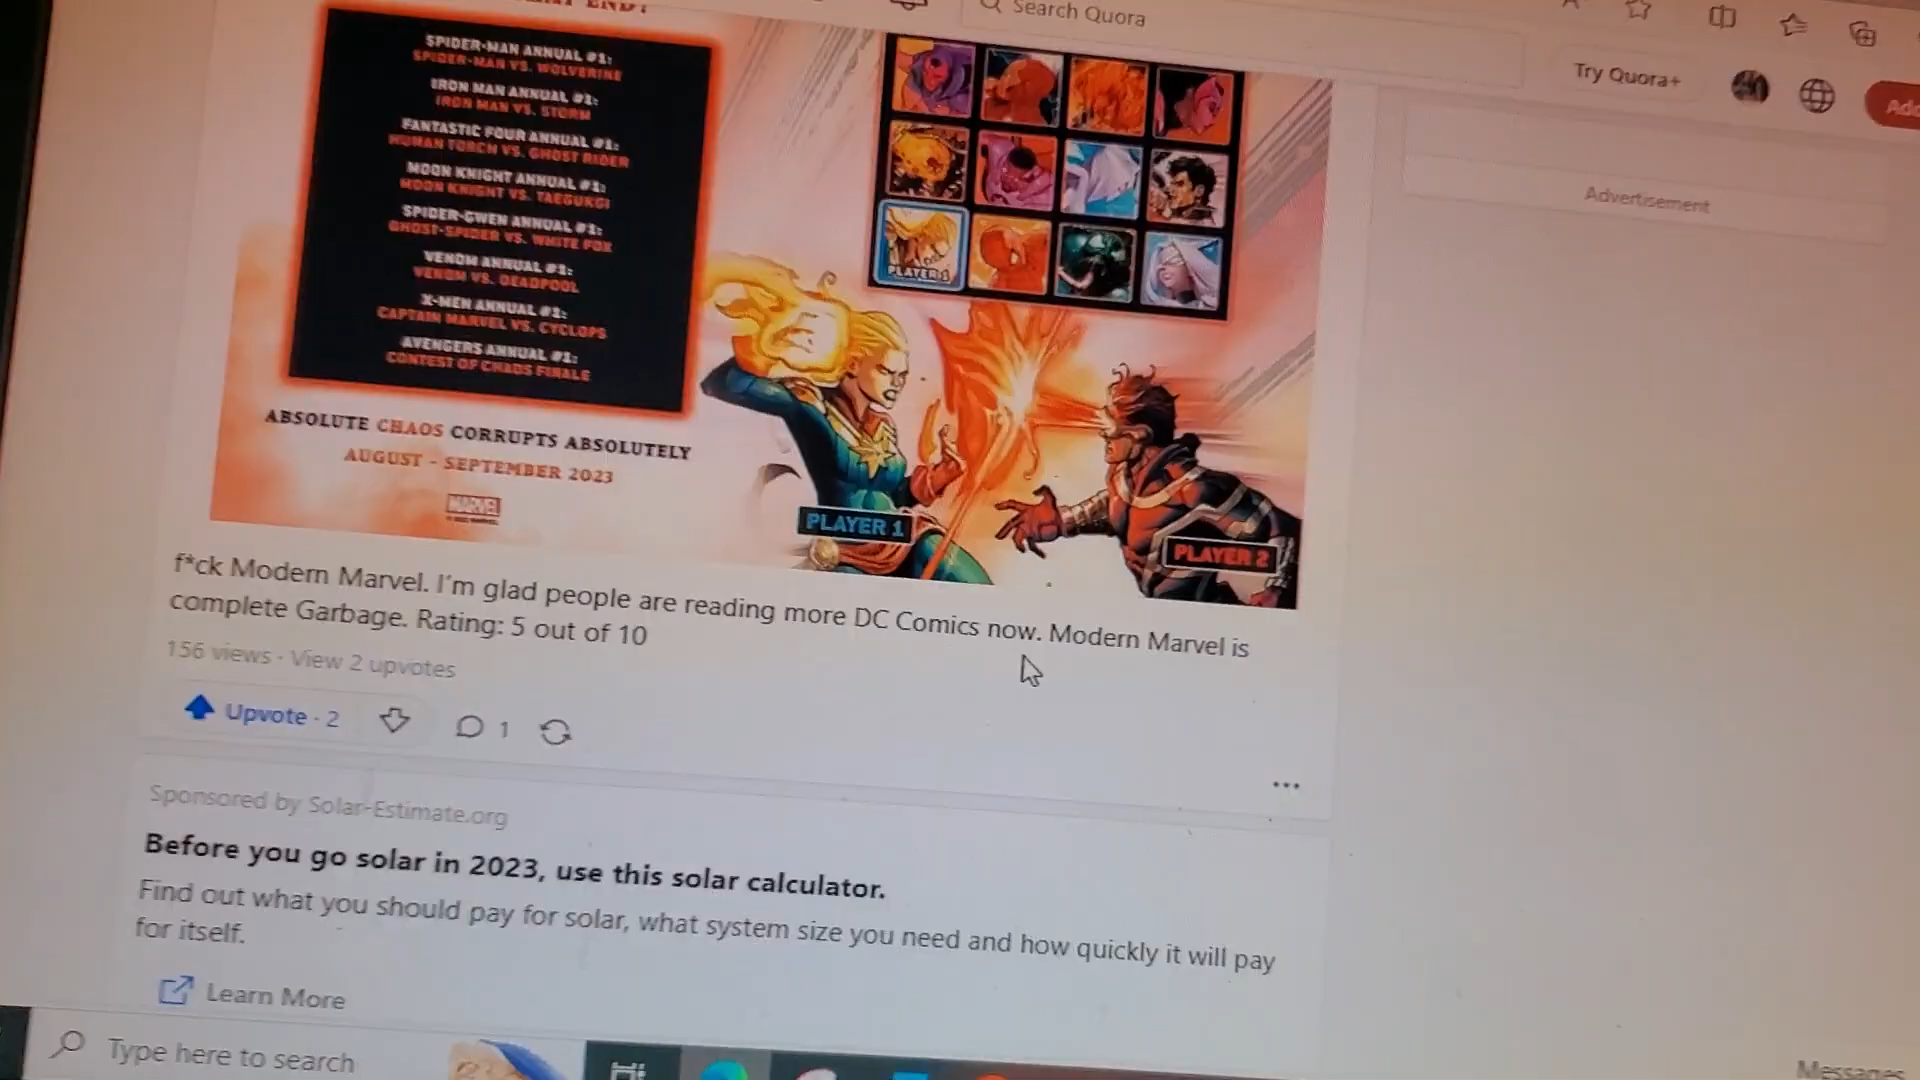 Search Quora
Try Quora+
SPIDER-MAN ANNUAL #1:
SPIDER-MAN VS. WOLVERINE
IRON MAN ANNUAL #1:
IRON MAN VS. STORM
FANTASTIC FOUR ANNUAL #1:
HUMAN TORCH VS. GHOST RIDER
MOON KNIGHT ANNUAL #1:
MOON KNIGHT VS. TAEGUKGI
SPIDER-GWEN ANNUAL #1:
GHOST-SPIDER VS. WHITE FOX
VENOM ANNUAL #1:
VENOM VS. DEADPOOL
X-MEN ANNUAL #1:
CAPTAIN MARVEL VS. CYCLOPS
AVENGERS ANNUAL #1:
CONTEST OF CHAOS FINALE
ABSOLUTE CHAOS CORRUPTS ABSOLUTELY
AUGUST - SEPTEMBER 2023
MARVEL
PLAYER 1
PLAYER 1
PLAYER 2
Advertisement
f*ck Modern Marvel. I'm glad people are reading more DC Comics now. Modern Marvel is
complete Garbage. Rating: 5 out of 10
156 views · View 2 upvotes
Upvote · 2
1
Sponsored by Solar-Estimate.org
Before you go solar in 2023, use this solar calculator.
Find out what you should pay for solar, what system size you need and how quickly it will pay
for itself.
Learn More
Type here to search
Messages